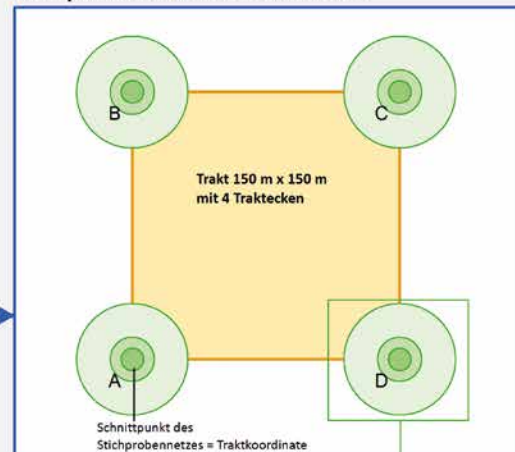 B
C
Trakt 150 m x 150 m
mit 4 Traktecken
A
D
Schnittpunkt des
Stichprobennetzes = Traktkoordinate